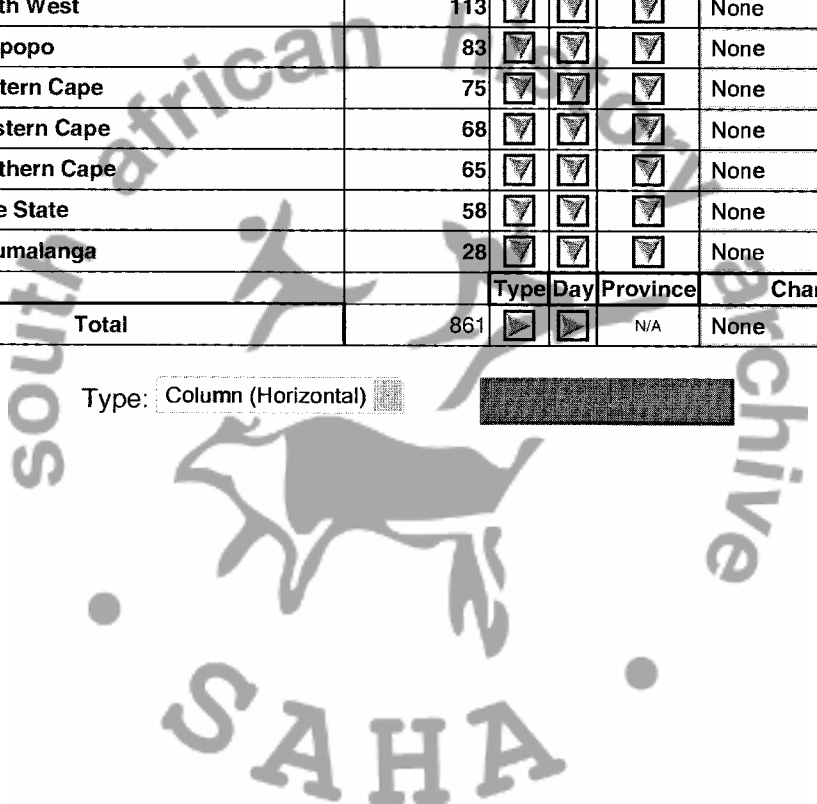 th West 113 None
popo 83 None
tern Cape 75 None
stern Cape 68 None
thern Cape 65 None
e State 58 None
umalanga 28 None
Type Day Province Char
Total 861 N/A None
Type: Column (Horizontal)
south african history archive
SAHA